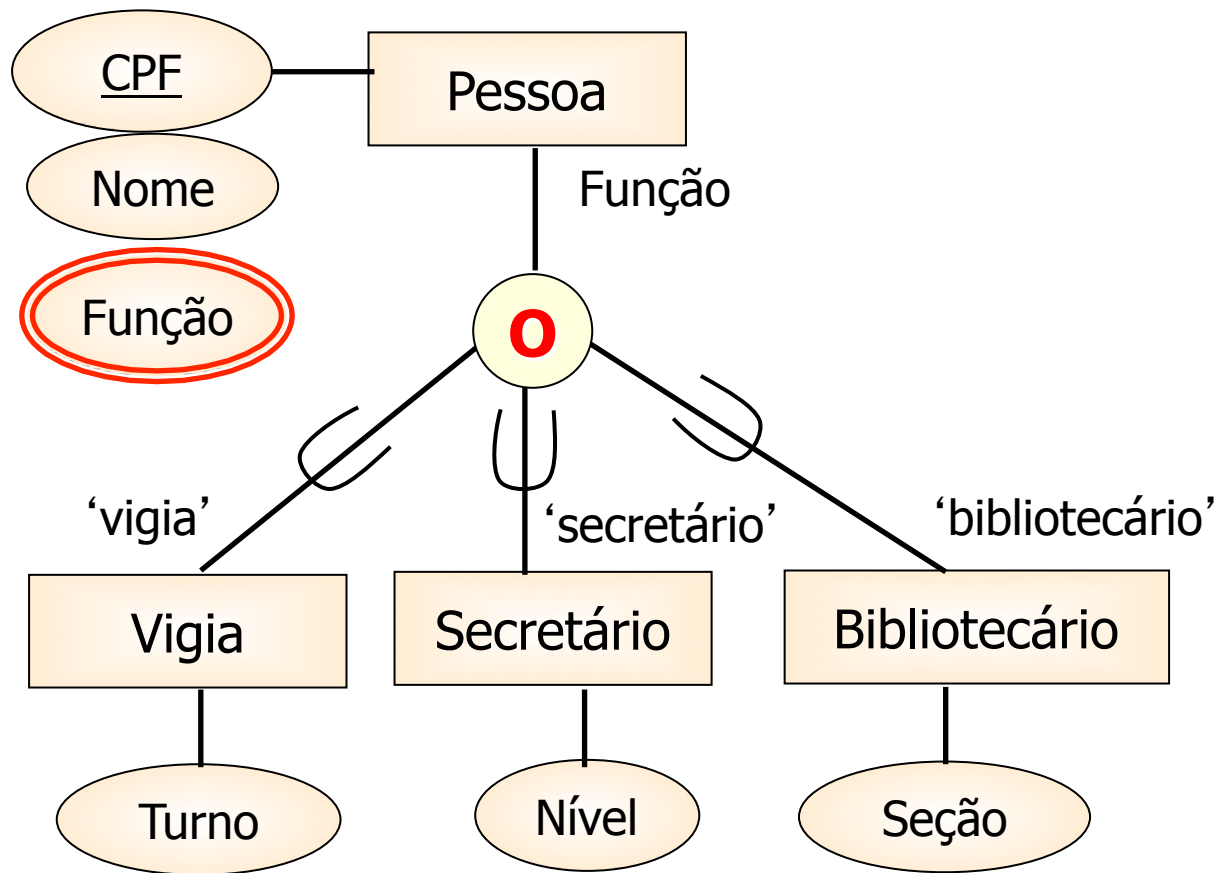 CPF
Pessoa
Nome
Função
Função
O
‘vigia’
‘secretário’
‘bibliotecário’
Vigia
Secretário
Bibliotecário
Turno
Nível
Seção